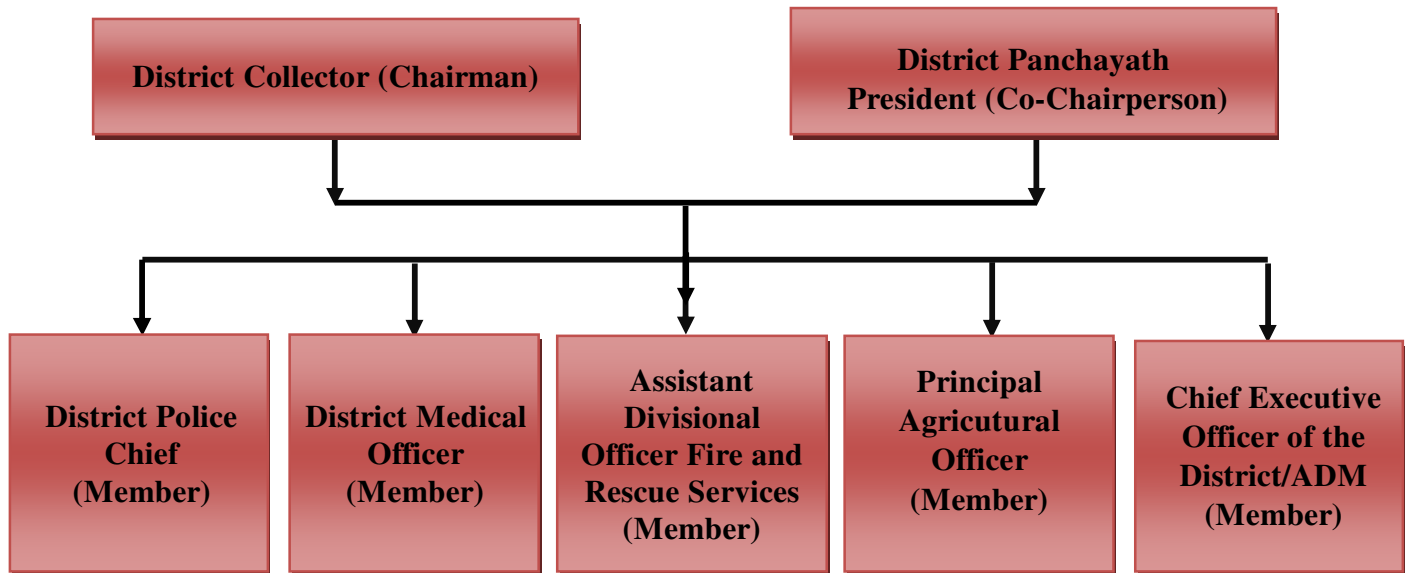 District Collector (Chairman)
District Panchayath
President (Co-Chairperson)
District Police
Chief
(Member)
District Medical
Officer
(Member)
Assistant
Divisional
Officer Fire and
Rescue Services
(Member)
Principal
Agricutural
Officer
(Member)
Chief Executive
Officer of the
District/ADM
(Member)